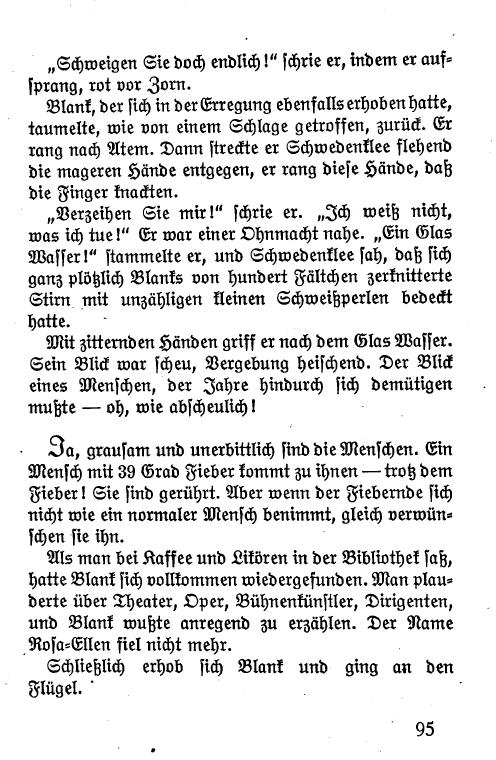 „Schweigen Sie doch endlich!“ schrie er, indem er auf-
sprang, rot vor Zorn.
Blank, der sich in der Erregung ebenfalls erhoben hatte,
taumelte, wie von einem Schlage getroffen, zurück. Er
rang nach Atem. Dann streckte er Schwedenklee flehend
die mageren Hände entgegen, er rang diese Hände, daß
die Finger knackten.
„Verzeihen Sie mir!“ schrie er. „Ich weiß nicht,
was ich tue!“ Er war einer Ohnmacht nahe. „Ein Glas
Wasser!“ stammelte er, und Schwedenklee sah, daß sich
ganz plötzlich Blanks von hundert Fältchen zerknitterte
Stirn mit unzähligen kleinen Schweißperlen bedeckt
hatte.
Mit zitternden Händen griff er nach dem Glas Wasser.
Sein Blick war scheu, Vergebung heischend. Der Blick
eines Menschen, der Jahre hindurch sich demütigen
mußte — oh, wie abscheulich!
Ja, grausam und unerbittlich sind die Menschen. Ein
Mensch mit 39 Grad Fieber kommt zu ihnen — trotz dem
Fieber! Sie sind gerührt. Aber wenn der Fiebernde sich
nicht wie ein normaler Mensch benimmt, gleich verwün-
schen sie ihn.
Als man bei Kaffee und Likören in der Bibliothek saß,
hatte Blank sich vollkommen wiedergefunden. Man plau-
derte über Theater, Oper, Bühnenkünstler, Dirigenten,
und Blank wußte anregend zu erzählen. Der Name
Rosa-Ellen fiel nicht mehr.
Schließlich erhob sich Blank und ging an den
Flügel.
95